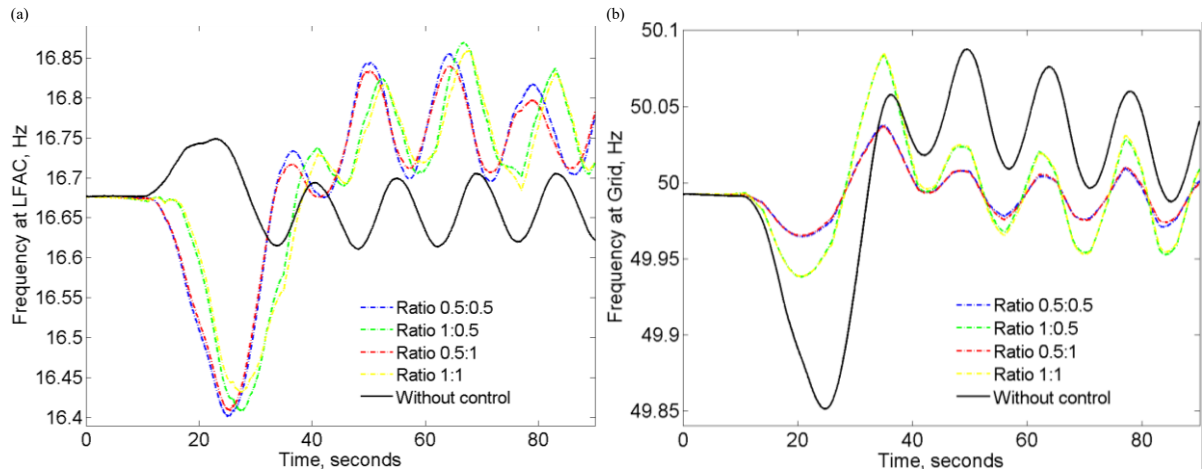 (a)
Frequency at LFAC, Hz
16.85
16.8
16.75
16.7
16.65
16.6
16.55
16.5
16.45
16.4
0 20 40 60 80
Time, seconds
Ratio 0.5:0.5
Ratio 1:0.5
Ratio 0.5:1
Ratio 1:1
Without control
(b)
Frequency at Grid, Hz
50.1
50.05
50
49.95
49.9
49.85
0 20 40 60 80
Time, seconds
Ratio 0.5:0.5
Ratio 1:0.5
Ratio 0.5:1
Ratio 1:1
Without control